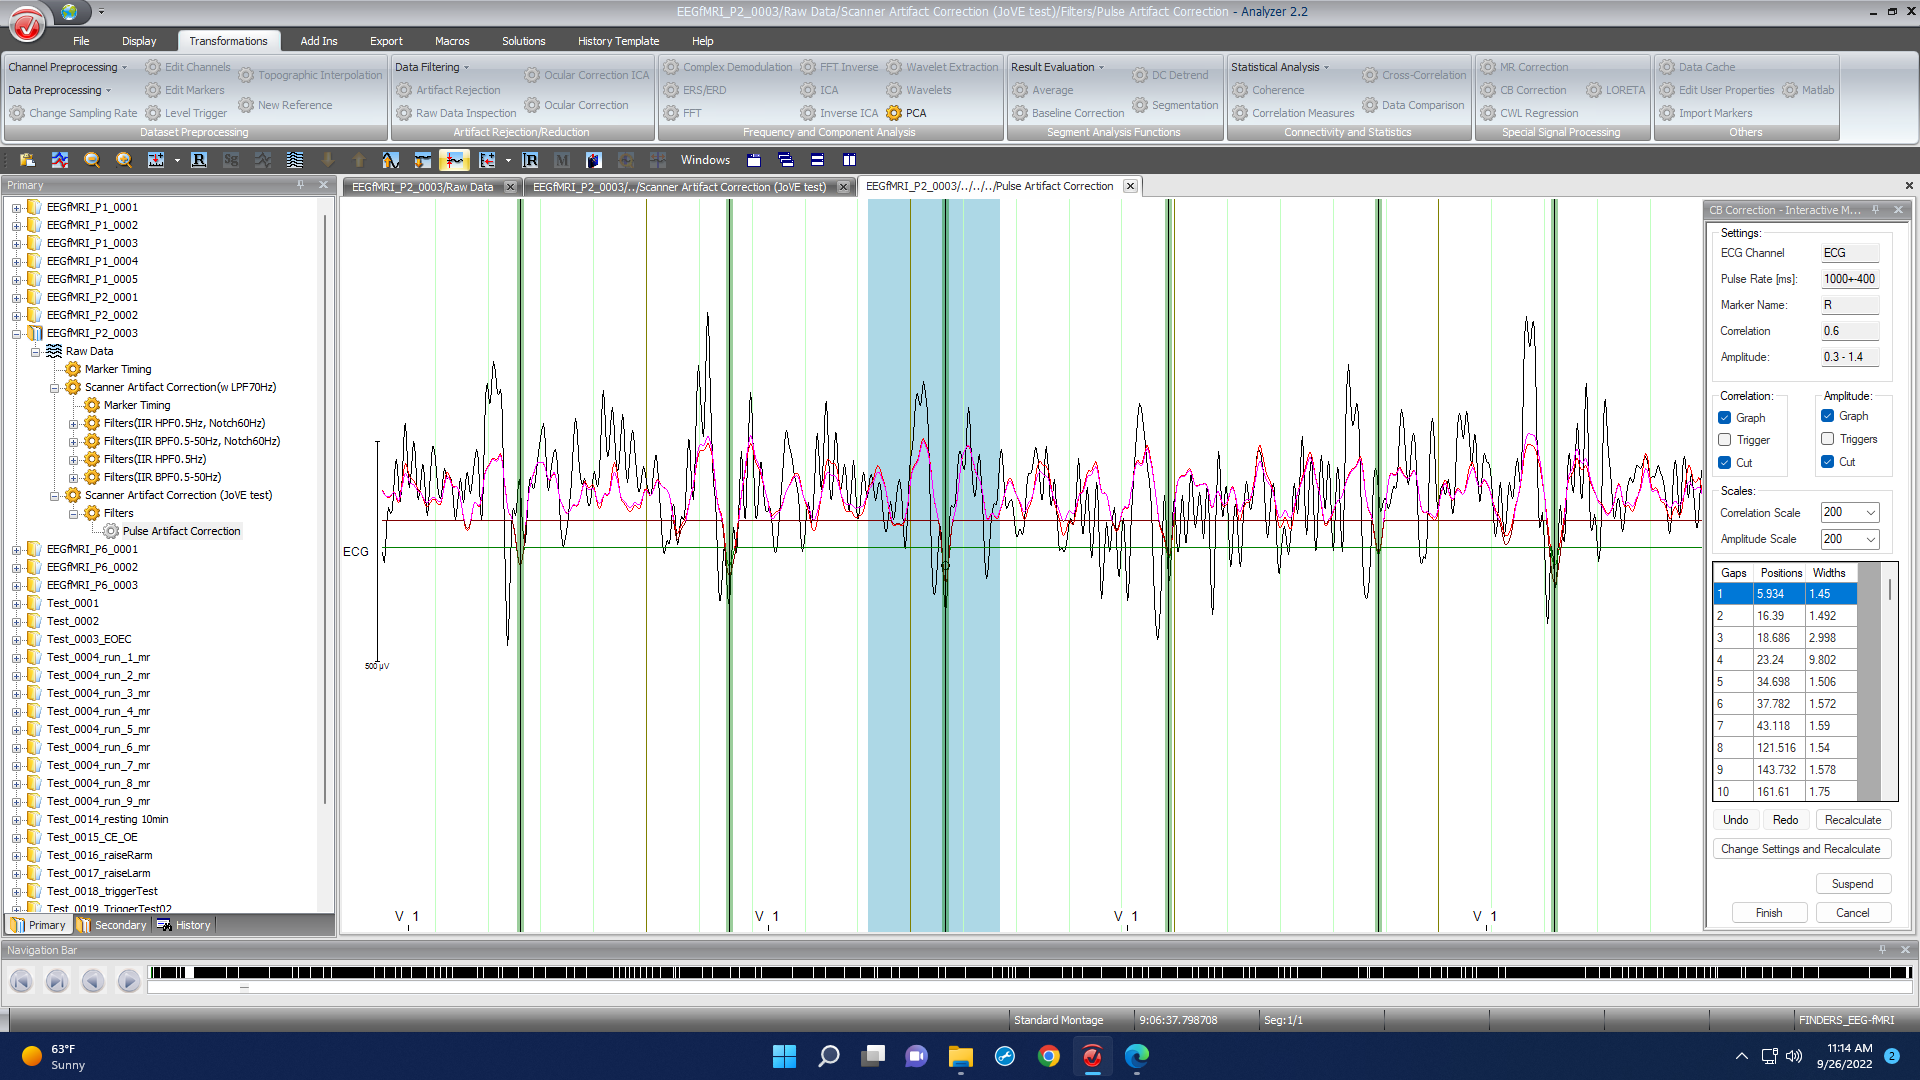 EEGfMRI_P2_0003/Raw Data/Scanner Artifact Correction (JoVE test)/Filters/Pulse Artifact Correction - Analyzer 2.2
File Display Transformations Add Ins Export Macros Solutions History Template Help
Channel Preprocessing
Data Preprocessing
Change Sampling Rate
Edit Channels
Edit Markers
Level Trigger
Topographic Interpolation
New Reference
Dataset Preprocessing
Data Filtering
Artifact Rejection
Raw Data Inspection
Ocular Correction ICA
Ocular Correction
Artifact Rejection/Reduction
Complex Demodulation
ERS/ERD
FFT
FFT Inverse
ICA
Inverse ICA
Wavelet Extraction
Wavelets
PCA
Frequency and Component Analysis
Result Evaluation
Average
Baseline Correction
DC Detrend
Segmentation
Segment Analysis Functions
Statistical Analysis
Coherence
Correlation Measures
Cross-Correlation
Data Comparison
Connectivity and Statistics
MR Correction
CB Correction
CWL Regression
LORETA
Special Signal Processing
Data Cache
Edit User Properties
Import Markers
Matlab
Others
R Sg R M Windows
Primary
EEGfMRI_P1_0001
EEGfMRI_P1_0002
EEGfMRI_P1_0003
EEGfMRI_P1_0004
EEGfMRI_P1_0005
EEGfMRI_P2_0001
EEGfMRI_P2_0002
EEGfMRI_P2_0003
Raw Data
Marker Timing
Scanner Artifact Correction(w LPF70Hz)
Marker Timing
Filters(IIR HPF0.5Hz, Notch60Hz)
Filters(IIR BPF0.5-50Hz, Notch60Hz)
Filters(IIR HPF0.5Hz)
Filters(IIR BPF0.5-50Hz)
Scanner Artifact Correction (JoVE test)
Filters
Pulse Artifact Correction
EEGfMRI_P6_0001
EEGfMRI_P6_0002
EEGfMRI_P6_0003
Test_0001
Test_0002
Test_0003_EOEC
Test_0004_run_1_mr
Test_0004_run_2_mr
Test_0004_run_3_mr
Test_0004_run_4_mr
Test_0004_run_5_mr
Test_0004_run_6_mr
Test_0004_run_7_mr
Test_0004_run_8_mr
Test_0004_run_9_mr
Test_0014_resting 10min
Test_0015_CE_OE
Test_0016_raiseRarm
Test_0017_raiseLarm
Test_0018_triggerTest
Test_0019_TriggerTest02
Primary Secondary History
EEGfMRI_P2_0003/Raw Data
EEGfMRI_P2_0003/../Scanner Artifact Correction (JoVE test)
EEGfMRI_P2_0003/../../../Pulse Artifact Correction
ECG
500 µV
V 1 V 1 V 1 V 1
CB Correction - Interactive M...
Settings:
ECG Channel ECG
Pulse Rate [ms]: 1000+-400
Marker Name: R
Correlation 0.6
Amplitude: 0.3 - 1.4
Correlation: Amplitude:
Graph Graph
Trigger Triggers
Cut Cut
Scales:
Correlation Scale 200
Amplitude Scale 200
Gaps Positions Widths
1 5.934 1.45
2 16.39 1.492
3 18.686 2.998
4 23.24 9.802
5 34.698 1.506
6 37.782 1.572
7 43.118 1.59
8 121.516 1.54
9 143.732 1.578
10 161.61 1.75
Undo Redo Recalculate
Change Settings and Recalculate
Suspend
Finish Cancel
Navigation Bar
Standard Montage 9:06:37.798708 Seg:1/1 FINDERS_EEG-fMRI
63°F
Sunny
11:14 AM
9/26/2022
2